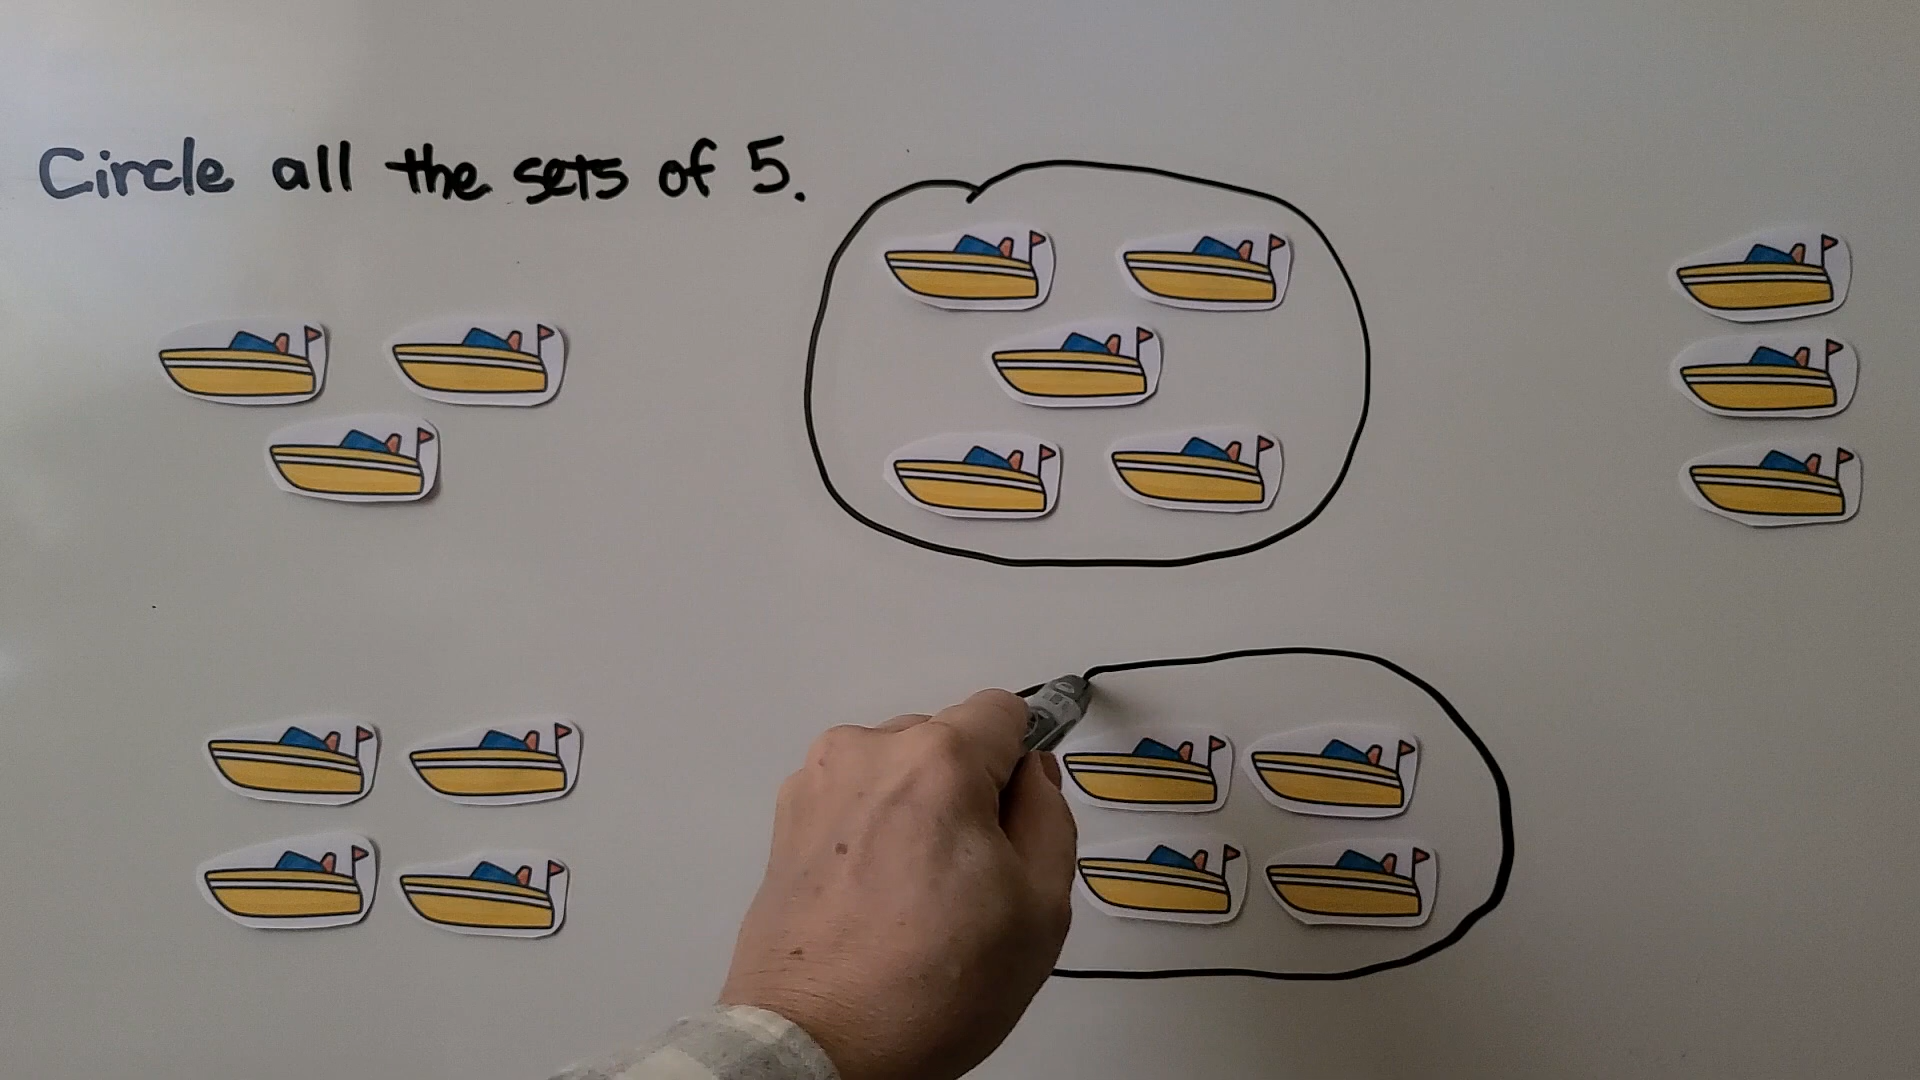 Circle all the sets of 5.